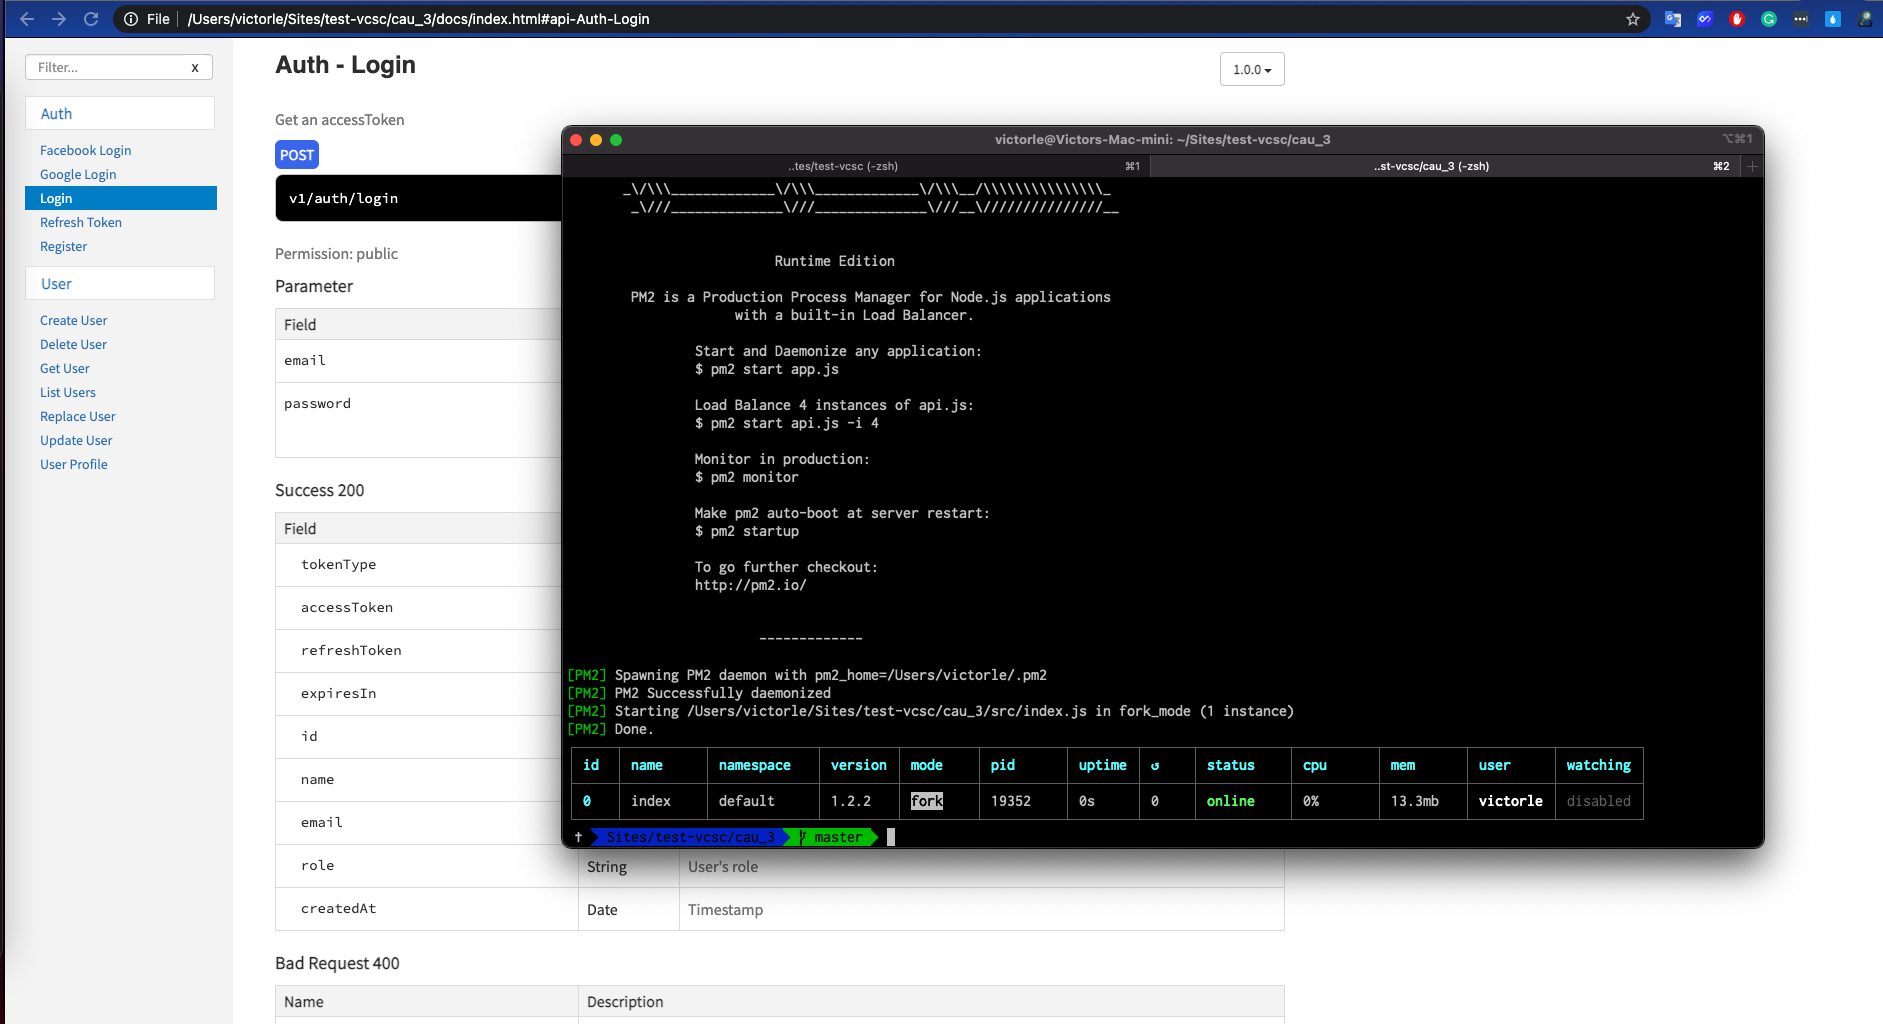 File
/Users/victorle/Sites/test-vcsc/cau_3/docs/index.html#api-Auth-Login
Filter...
x
Auth
Facebook Login
Google Login
Login
Refresh Token
Register
User
Create User
Delete User
Get User
List Users
Replace User
Update User
User Profile
Auth - Login
1.0.0
Get an accessToken
POST
v1/auth/login
Permission: public
Parameter
Field
email
password
Success 200
Field
tokenType
accessToken
refreshToken
expiresIn
id
name
email
role String User's role
createdAt Date Timestamp
Bad Request 400
Name Description
victorle@Victors-Mac-mini: ~/Sites/test-vcsc/cau_3
⌥⌘1
..tes/test-vcsc (-zsh) ⌘1
..st-vcsc/cau_3 (-zsh) ⌘2
_\/\\\_____________\/\\\_____________\/\\\__/\\\\\\\\\\\\\\\_
_\///______________\///______________\///__\///////////////__
Runtime Edition
PM2 is a Production Process Manager for Node.js applications
with a built-in Load Balancer.
Start and Daemonize any application:
$ pm2 start app.js
Load Balance 4 instances of api.js:
$ pm2 start api.js -i 4
Monitor in production:
$ pm2 monitor
Make pm2 auto-boot at server restart:
$ pm2 startup
To go further checkout:
http://pm2.io/
-------------
[PM2] Spawning PM2 daemon with pm2_home=/Users/victorle/.pm2
[PM2] PM2 Successfully daemonized
[PM2] Starting /Users/victorle/Sites/test-vcsc/cau_3/src/index.js in fork_mode (1 instance)
[PM2] Done.
id name namespace version mode pid uptime ↺ status cpu mem user watching
0 index default 1.2.2 fork 19352 0s 0 online 0% 13.3mb victorle disabled
† Sites/test-vcsc/cau_3 master